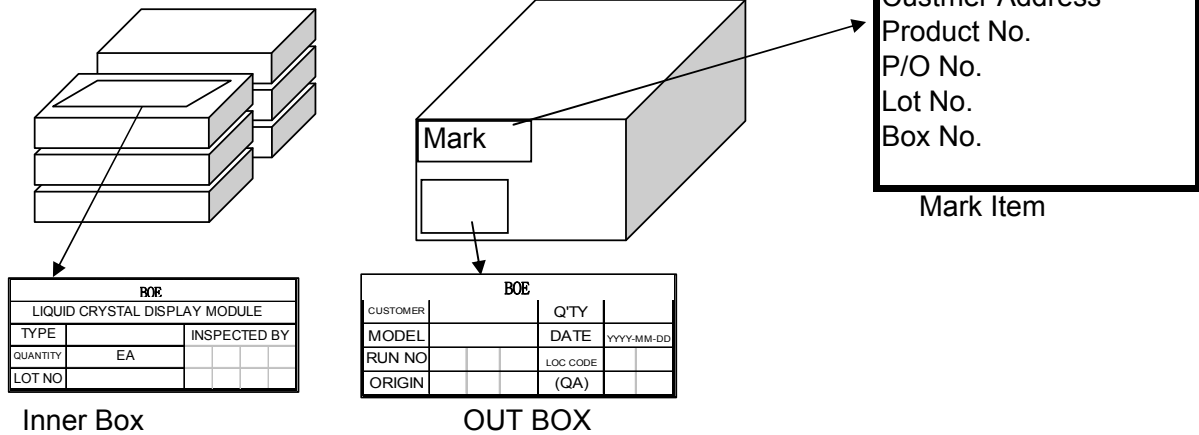 Custmer Address
Product No.
P/O No.
Lot No.
Box No.
Mark Item
Mark
BOE
LIQUID CRYSTAL DISPLAY MODULE
TYPE INSPECTED BY
QUANTITY EA
LOT NO
Inner Box
BOE
CUSTOMER Q'TY
MODEL DATE YYYY-MM-DD
RUN NO LOC CODE
ORIGIN (QA)
OUT BOX